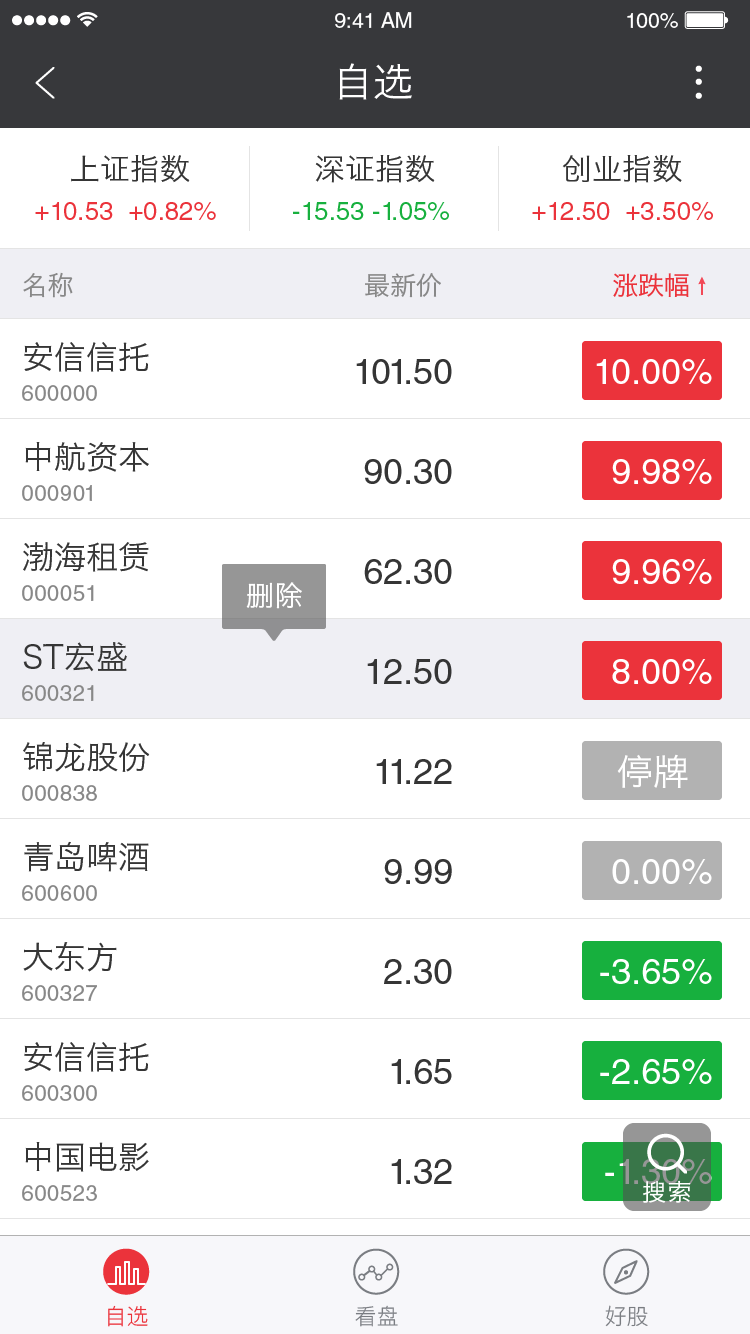 9:41 AM 100%
自选
上证指数 深证指数 创业指数
+10.53 +0.82% -15.53 -1.05% +12.50 +3.50%
名称 最新价 涨跌幅
安信信托 101.50 10.00%
600000
中航资本 90.30 9.98%
000901
渤海租赁 62.30 9.96%
000051
删除
ST宏盛 12.50 8.00%
600321
锦龙股份 11.22 停牌
000838
青岛啤酒 9.99 0.00%
600600
大东方 2.30 -3.65%
600327
安信信托 1.65 -2.65%
600300
中国电影 1.32 -1.30%
600523
搜索
自选 看盘 好股